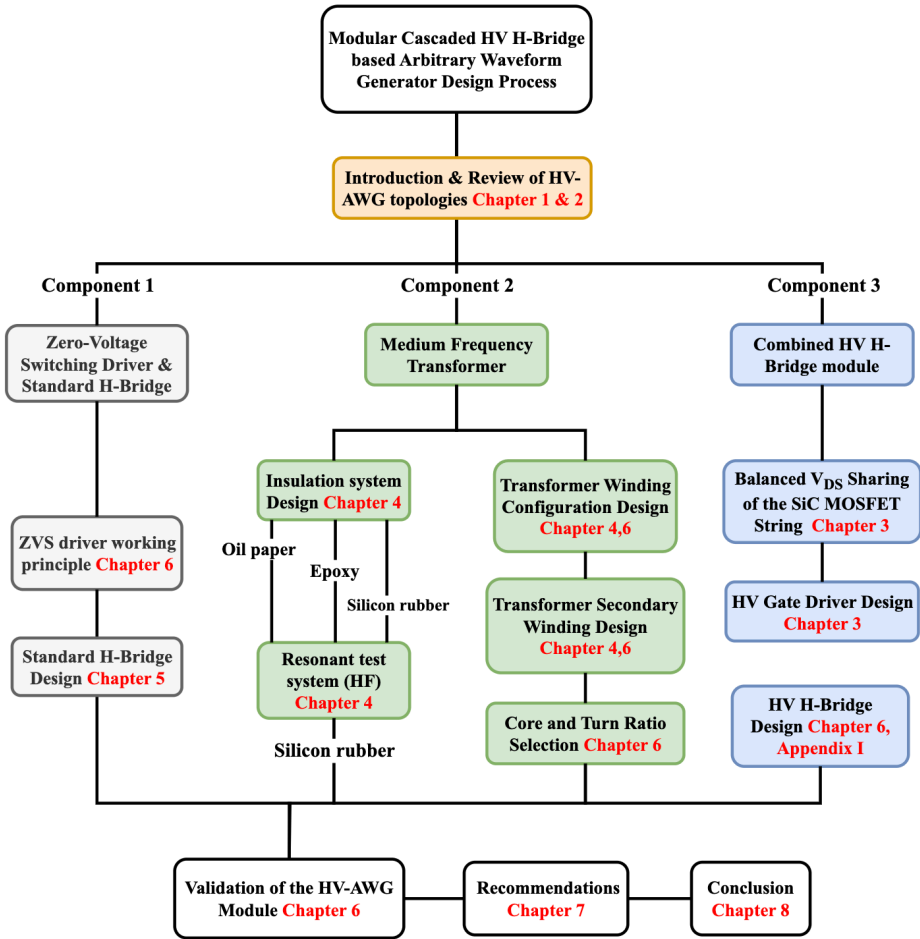 Modular Cascaded HV H-Bridge
based Arbitrary Waveform
Generator Design Process
Introduction & Review of HV-
AWG topologies Chapter 1 & 2
Component 1
Component 2
Component 3
Zero-Voltage
Switching Driver &
Standard H-Bridge
Medium Frequency
Transformer
Combined HV H-
Bridge module
ZVS driver working
principle Chapter 6
Standard H-Bridge
Design Chapter 5
Insulation system
Design Chapter 4
Oil paper
Epoxy
Silicon rubber
Resonant test
system (HF)
Chapter 4
Silicon rubber
Transformer Winding
Configuration Design
Chapter 4,6
Transformer Secondary
Winding Design
Chapter 4,6
Core and Turn Ratio
Selection Chapter 6
Balanced VDS Sharing
of the SiC MOSFET
String Chapter 3
HV Gate Driver Design
Chapter 3
HV H-Bridge
Design Chapter 6,
Appendix I
Validation of the HV-AWG
Module Chapter 6
Recommendations
Chapter 7
Conclusion
Chapter 8